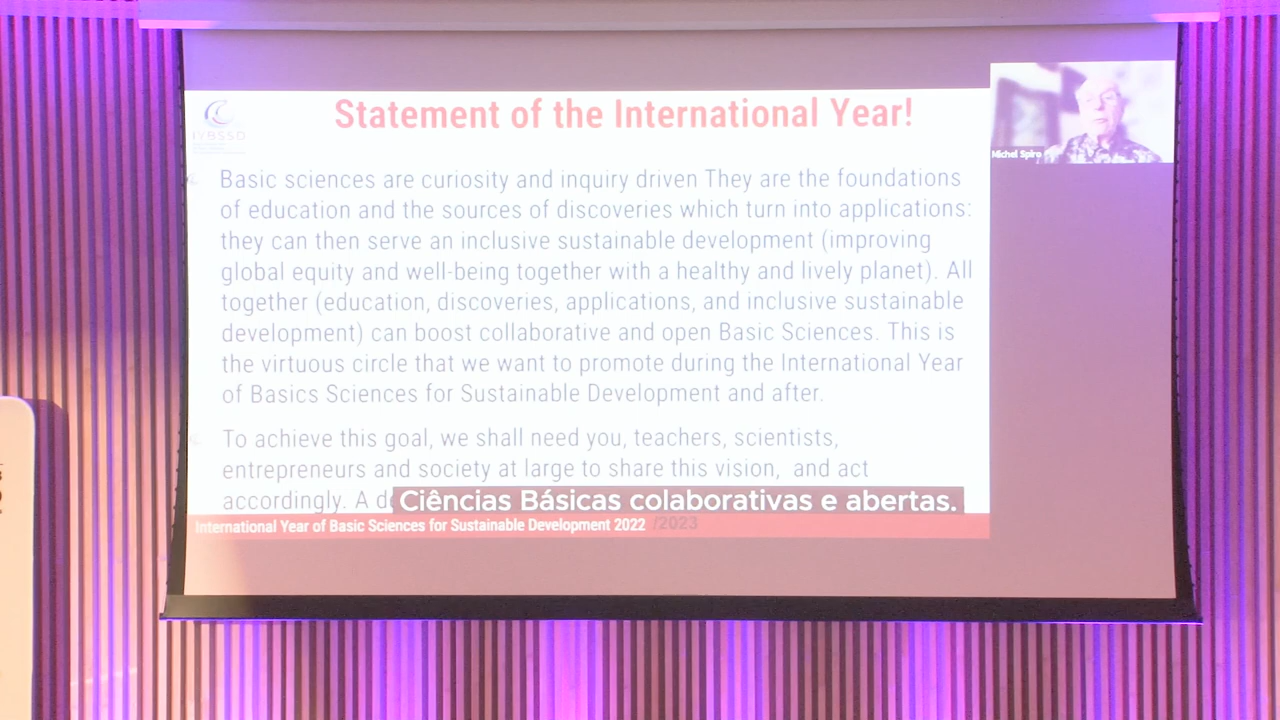 IYBSSD
Statement of the International Year!
Michel Spiro
Basic sciences are curiosity and inquiry driven They are the foundations
of education and the sources of discoveries which turn into applications:
they can then serve an inclusive sustainable development (improving
global equity and well-being together with a healthy and lively planet). All
together (education, discoveries, applications, and inclusive sustainable
development) can boost collaborative and open Basic Sciences. This is
the virtuous circle that we want to promote during the International Year
of Basics Sciences for Sustainable Development and after.
To achieve this goal, we shall need you, teachers, scientists,
entrepreneurs and society at large to share this vision, and act
accordingly. A
Ciências Básicas colaborativas e abertas.
International Year of Basic Sciences for Sustainable Development 2022 /2023